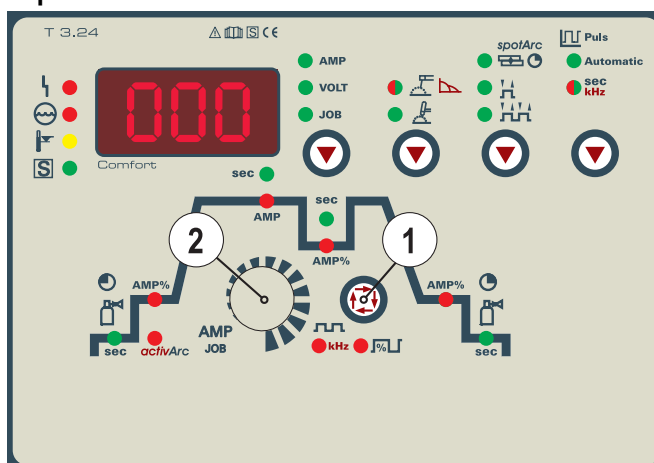 T 3.24
S CE
spotArc
Puls
AMP
Automatic
VOLT
sec
kHz
000
JOB
S
Comfort
sec
sec
AMP
2
1
AMP%
AMP%
AMP%
AMP
JOB
kHz
%
sec
activArc
sec